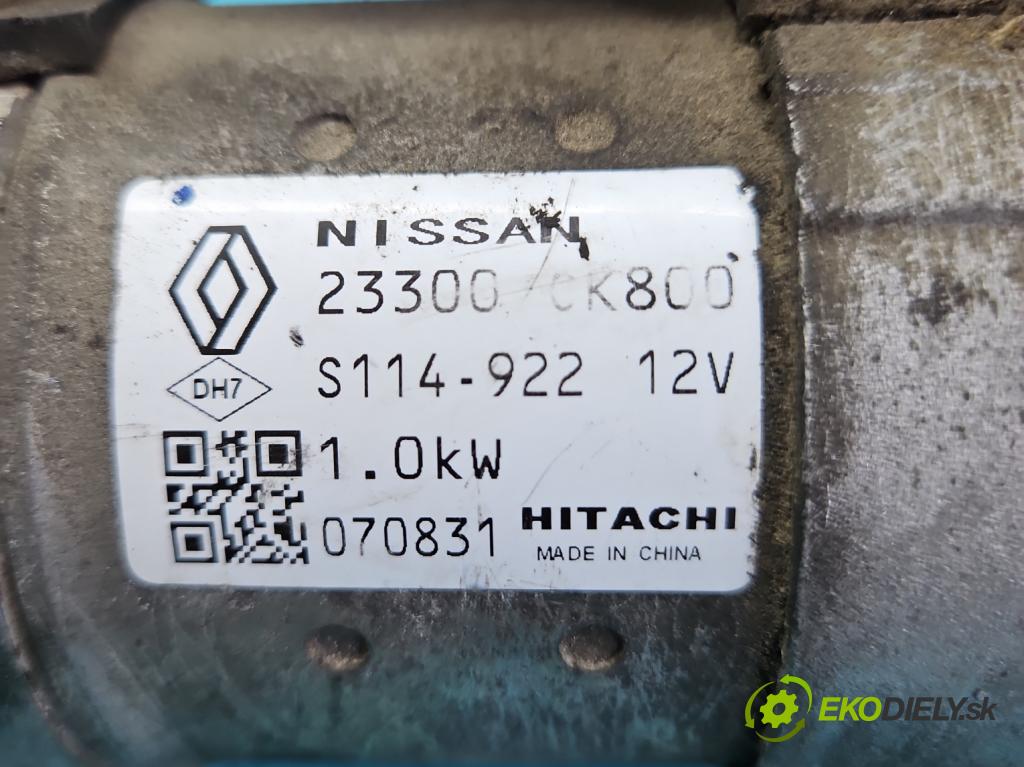 NISSAN
23300 CK800
S114-922 12V
DH7
1.0kW
070831
HITACHI
MADE IN CHINA
EKODIELY.sk